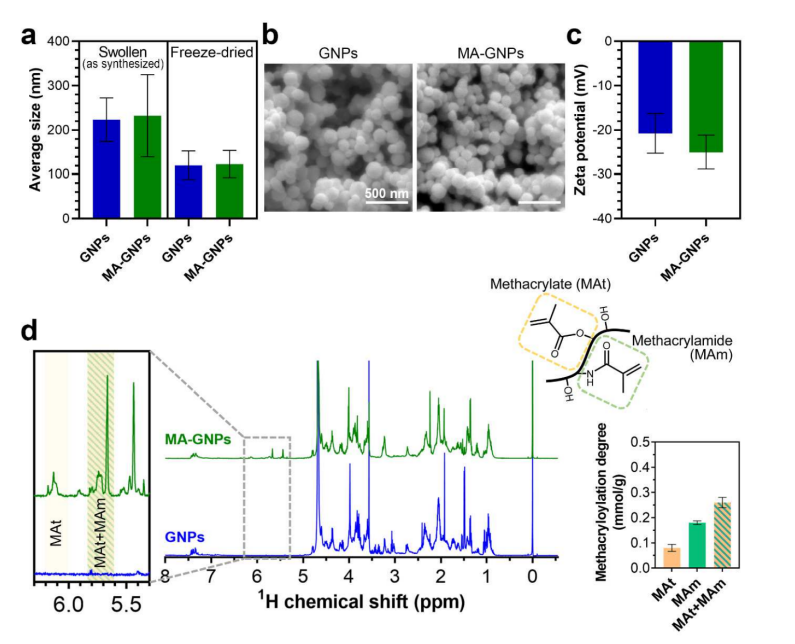 a
Average size (nm)
400
300
200
100
0
Swollen
(as synthesized)
Freeze-dried
GNPs
MA-GNPs
GNPs
MA-GNPs
b
GNPs
MA-GNPs
500 nm
c
Zeta potential (mV)
0
-10
-20
-30
-40
GNPs
MA-GNPs
d
MAt
MAt+MAm
6.0 5.5
MA-GNPs
GNPs
8 7 6 5 4 3 2 1 0
¹H chemical shift (ppm)
Methacrylate (MAt)
Methacrylamide
(MAm)
HO
O
O
O
N
H
OH
Methacryloylation degree
(mmol/g)
0.5
0.4
0.3
0.2
0.1
0.0
MAt
MAm
MAt+MAm